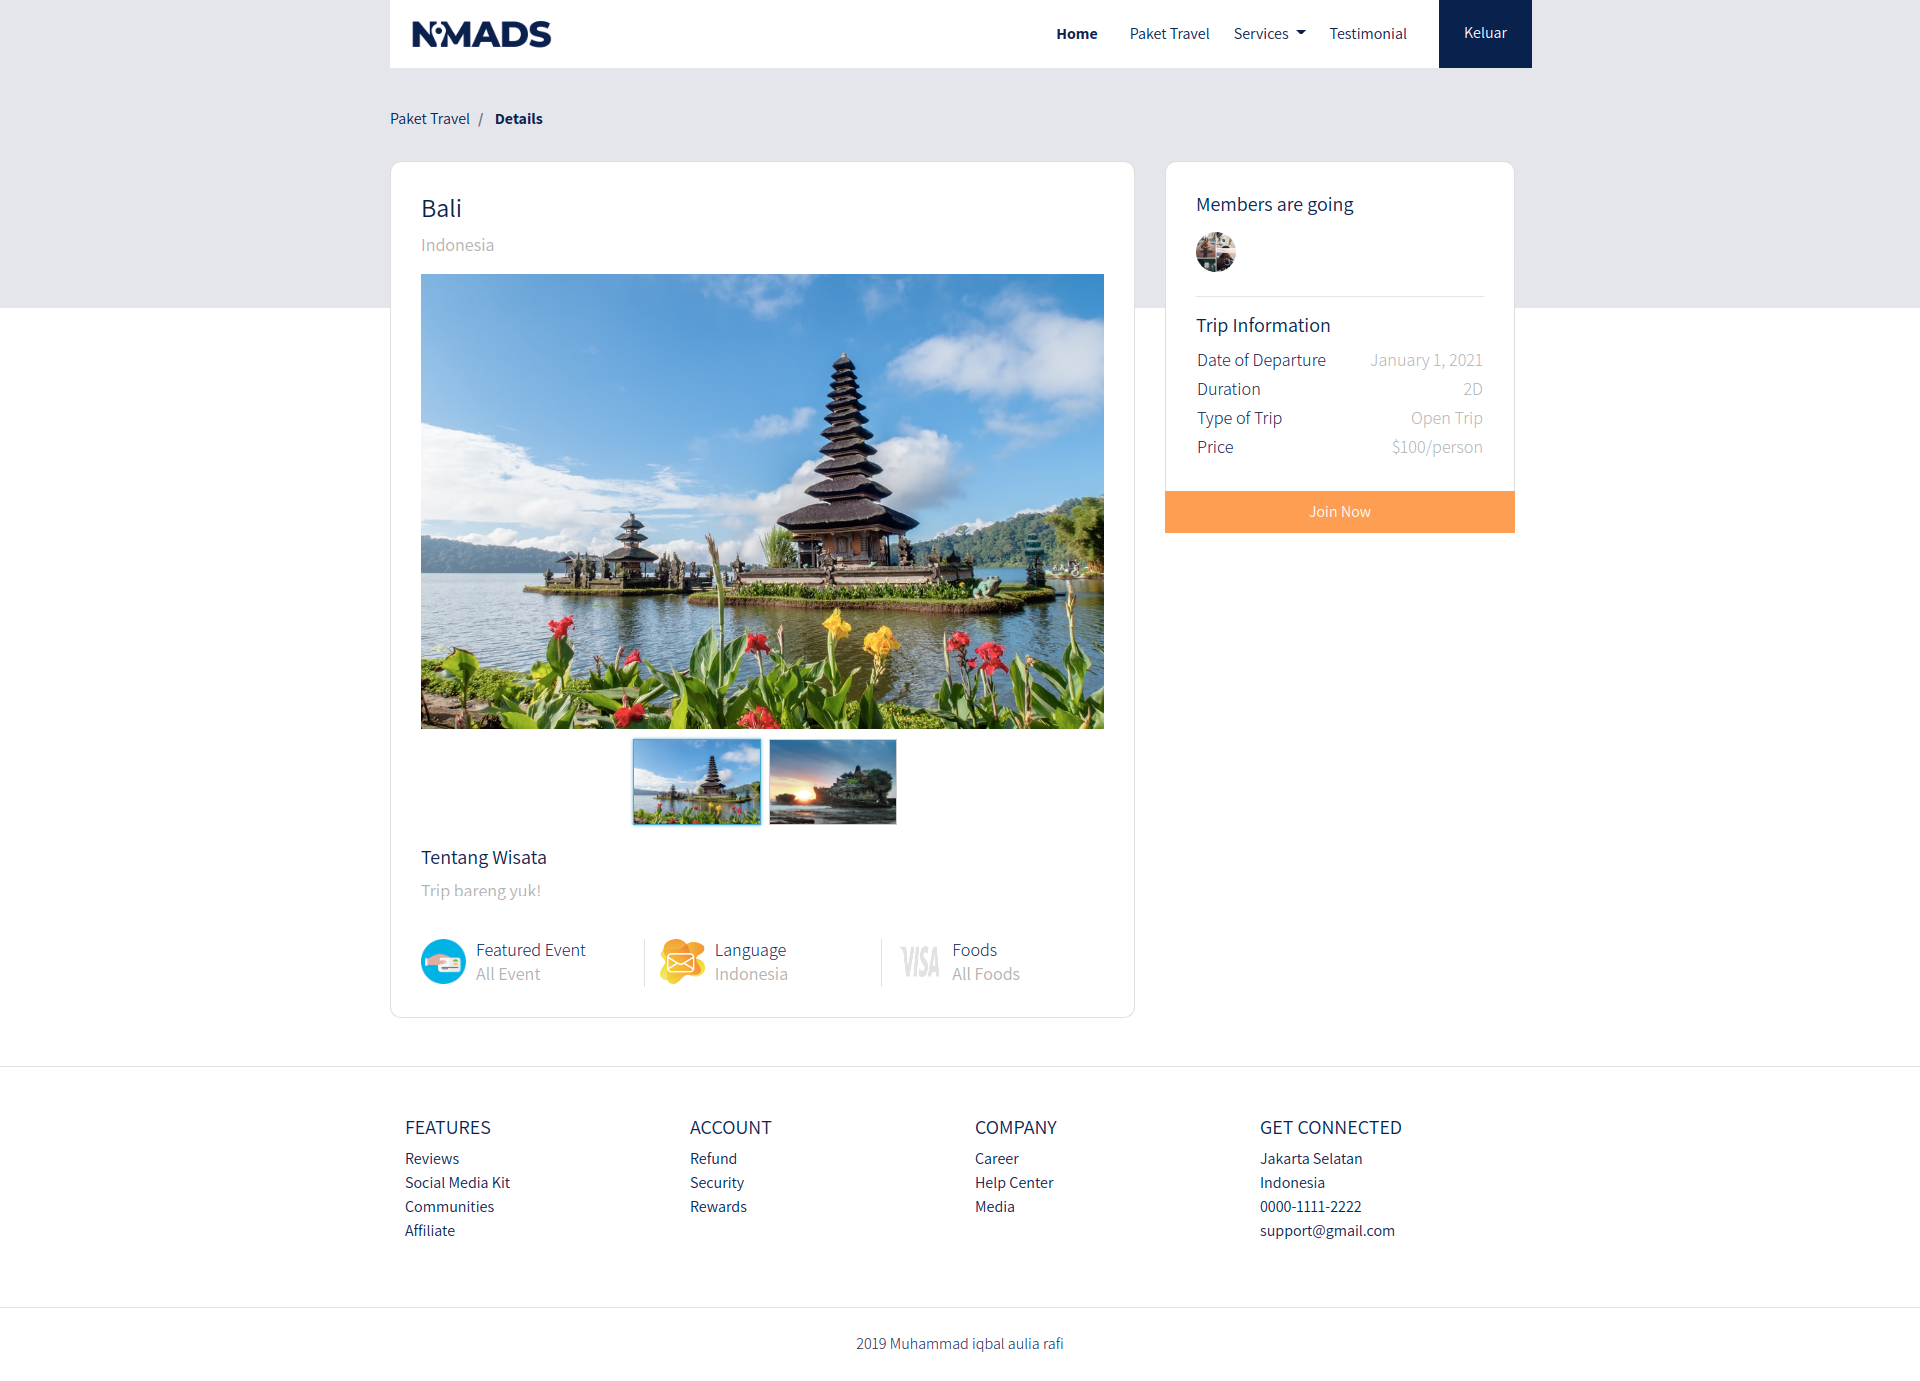 NOMADS
Home
Paket Travel
Services
Testimonial
Keluar
Paket Travel / Details
Bali
Indonesia
Members are going
Trip Information
Date of Departure January 1, 2021
Duration 2D
Type of Trip Open Trip
Price $100/person
Join Now
Tentang Wisata
Trip bareng yuk!
Featured Event
All Event
Language
Indonesia
VISA
Foods
All Foods
FEATURES
Reviews
Social Media Kit
Communities
Affiliate
ACCOUNT
Refund
Security
Rewards
COMPANY
Career
Help Center
Media
GET CONNECTED
Jakarta Selatan
Indonesia
0000-1111-2222
support@gmail.com
2019 Muhammad iqbal aulia rafi